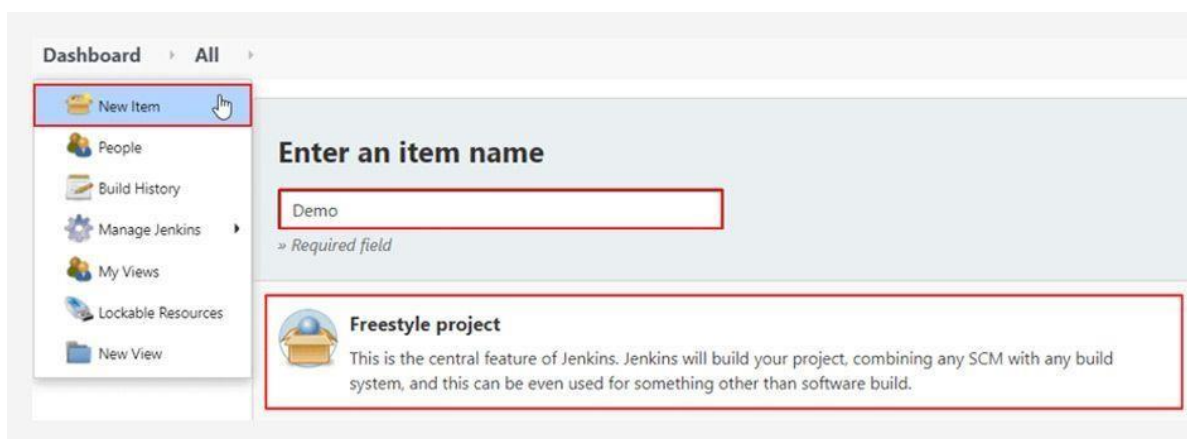 Dashboard All
New Item
People
Build History
Manage Jenkins
My Views
Lockable Resources
New View
Enter an item name
Demo
» Required field
Freestyle project
This is the central feature of Jenkins. Jenkins will build your project, combining any SCM with any build
system, and this can be even used for something other than software build.